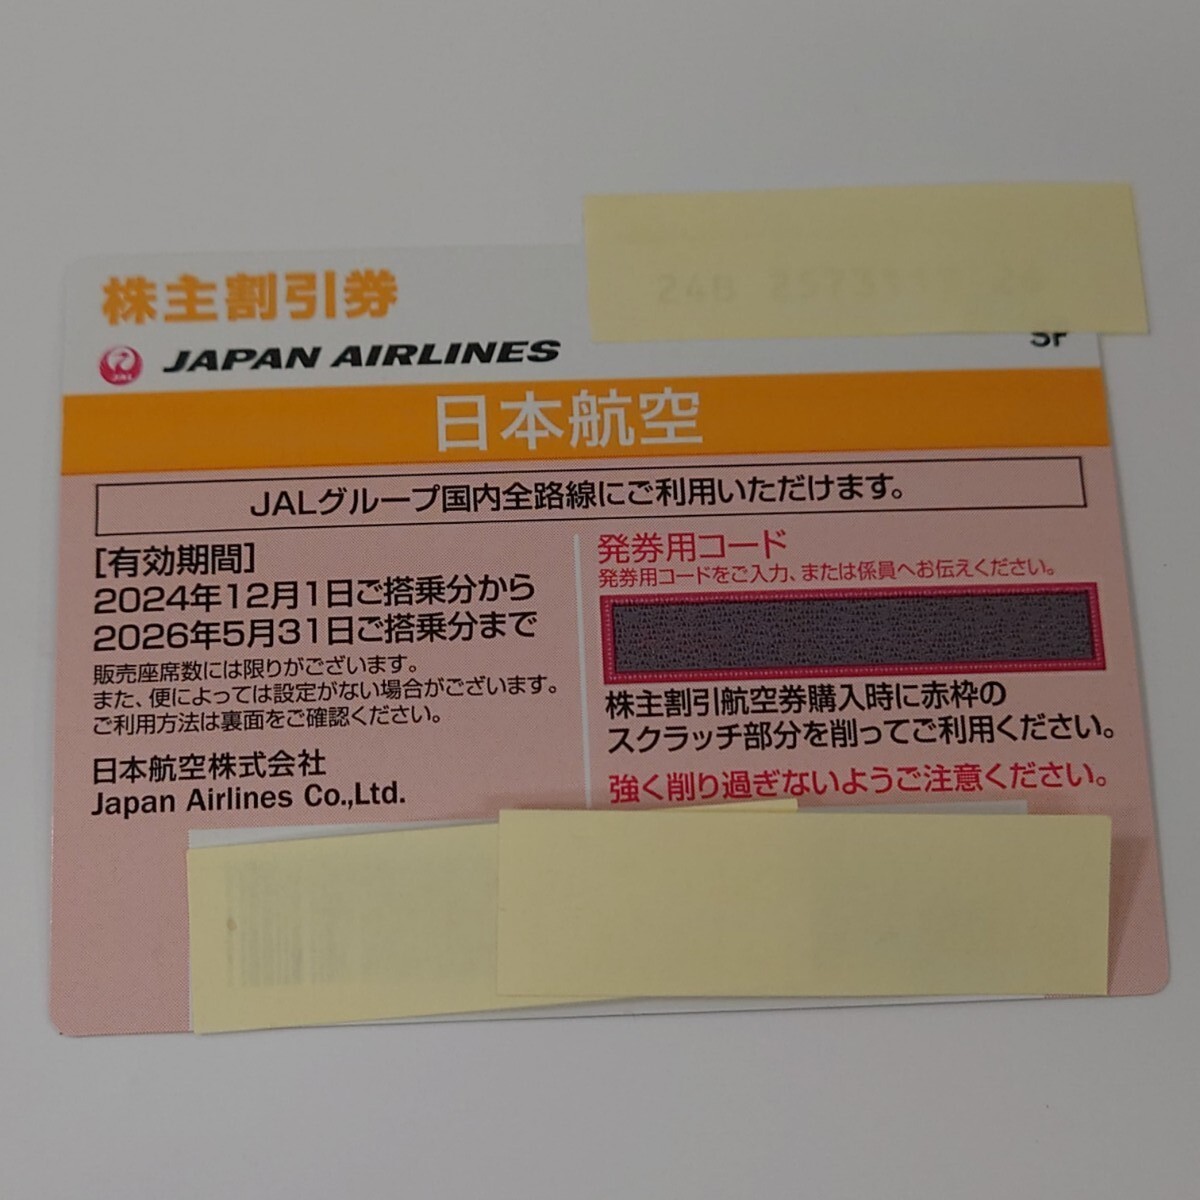 株主割引券
JAL
JAPAN AIRLINES
SP
日本航空
JALグループ国内全路線にご利用いただけます。
[有効期間]
2024年12月1日ご搭乗分から
2026年5月31日ご搭乗分まで
販売座席数には限りがございます。
また、便によっては設定がない場合がございます。
ご利用方法は裏面をご確認ください。
日本航空株式会社
Japan Airlines Co.,Ltd.
発券用コード
発券用コードをご入力、または係員へお伝えください。
株主割引航空券購入時に赤枠の
スクラッチ部分を削ってご利用ください。
強く削り過ぎないようご注意ください。